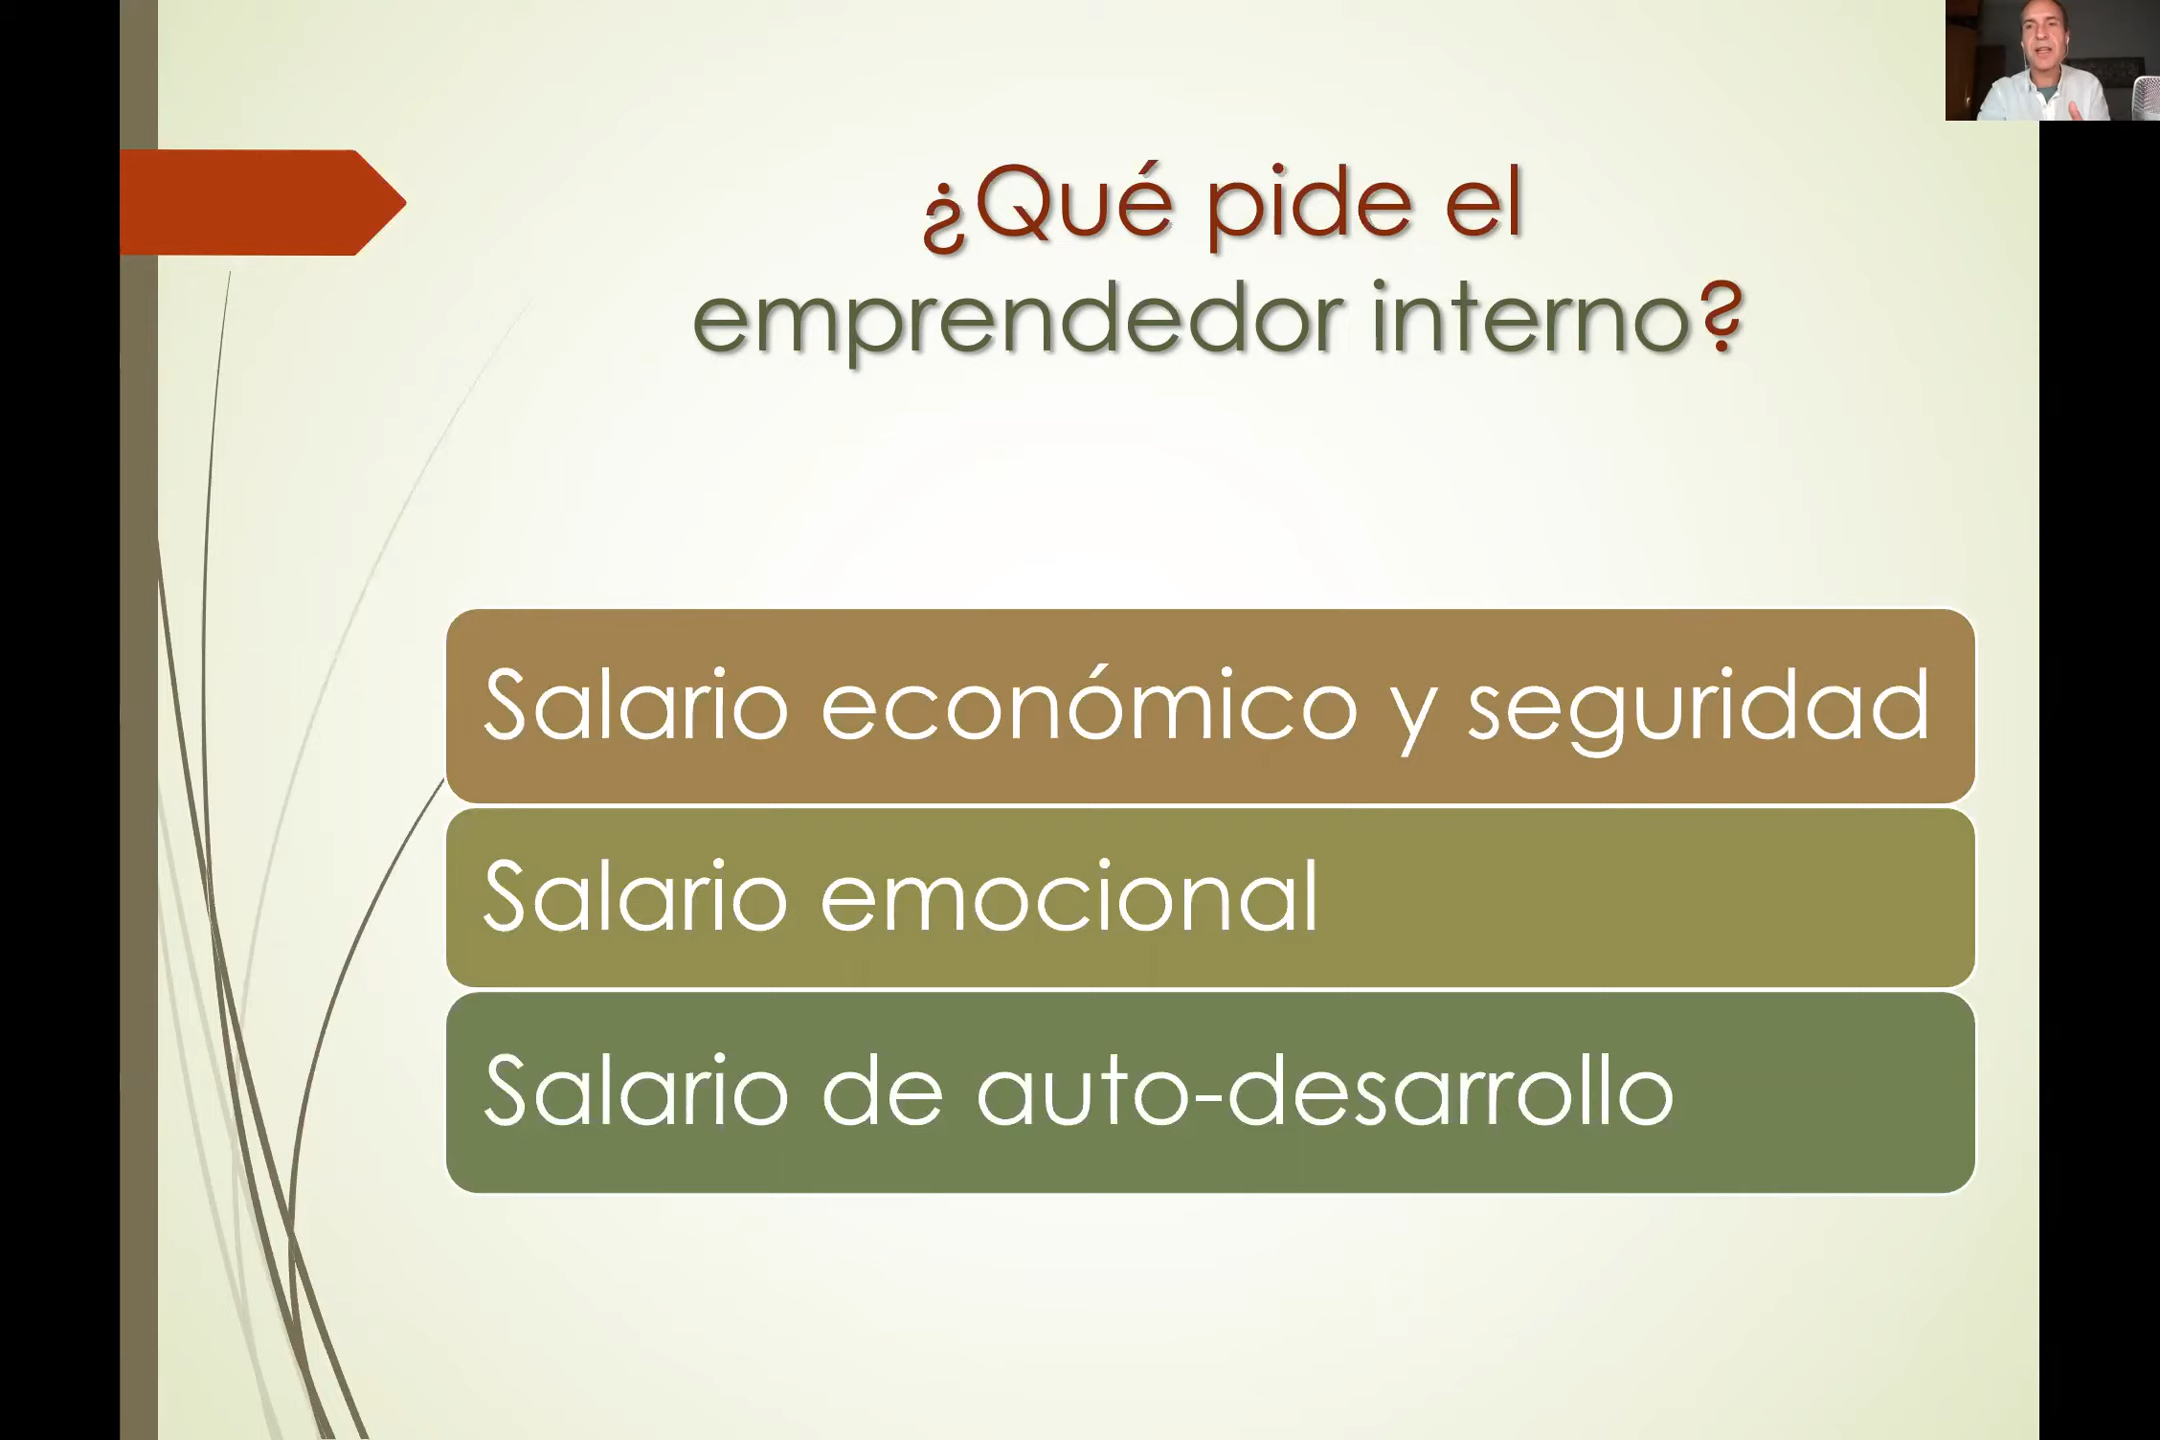 ¿Qué pide el
emprendedor interno?
Salario económico y seguridad
Salario emocional
Salario de auto-desarrollo